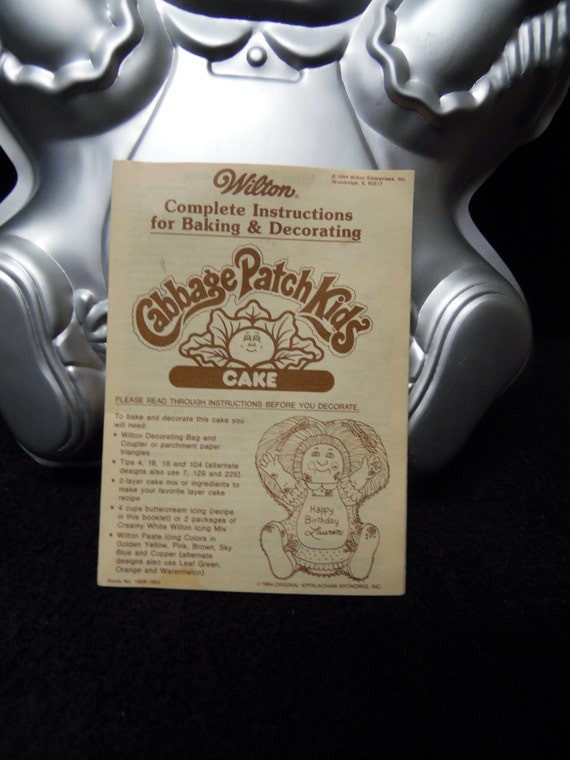 Wilton®
© 1984 Wilton Enterprises, Inc.
Woodridge, IL 60517
Complete Instructions
for Baking & Decorating
Cabbage Patch Kids
CAKE
PLEASE READ THROUGH INSTRUCTIONS BEFORE YOU DECORATE.
To bake and decorate this cake you
will need:
• Wilton Decorating Bag and
Coupler or parchment paper
triangles
• Tips 4, 16, 18 and 104 (alternate
designs also use 7, 129 and 225)
• 2-layer cake mix or ingredients to
make your favorite layer cake
recipe
• 4 cups buttercream icing (recipe
in this booklet) or 2 packages of
Creamy White Wilton Icing Mix
• Wilton Paste Icing Colors in
Golden Yellow, Pink, Brown, Sky
Blue and Copper (alternate
designs also use Leaf Green,
Orange and Watermelon).
Happy
Birthday
Lauren
Stock No.
© 1984 ORIGINAL APPALACHIAN ARTWORKS, INC.